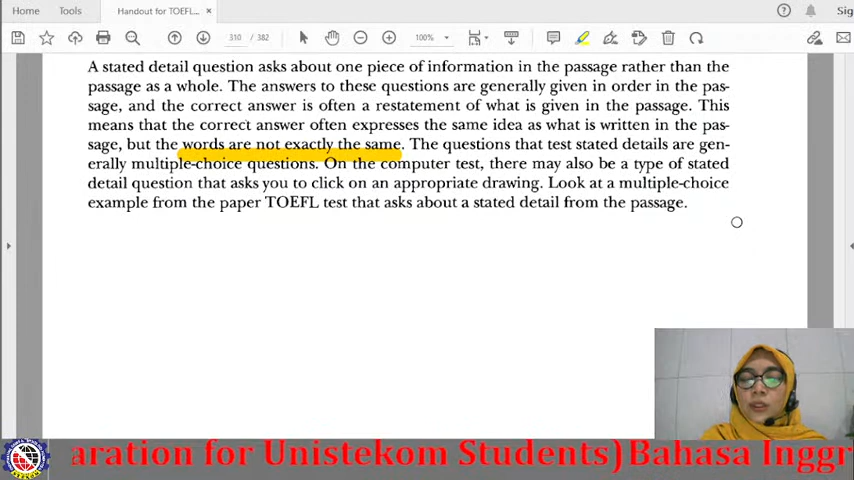 Home
Tools
Handout for TOEFL...
×
Sig
310 / 382
100%
A stated detail question asks about one piece of information in the passage rather than the
passage as a whole. The answers to these questions are generally given in order in the pas-
sage, and the correct answer is often a restatement of what is given in the passage. This
means that the correct answer often expresses the same idea as what is written in the pas-
sage, but the words are not exactly the same. The questions that test stated details are gen-
erally multiple-choice questions. On the computer test, there may also be a type of stated
detail question that asks you to click on an appropriate drawing. Look at a multiple-choice
example from the paper TOEFL test that asks about a stated detail from the passage.
aration for Unistekom Students) Bahasa Inggr